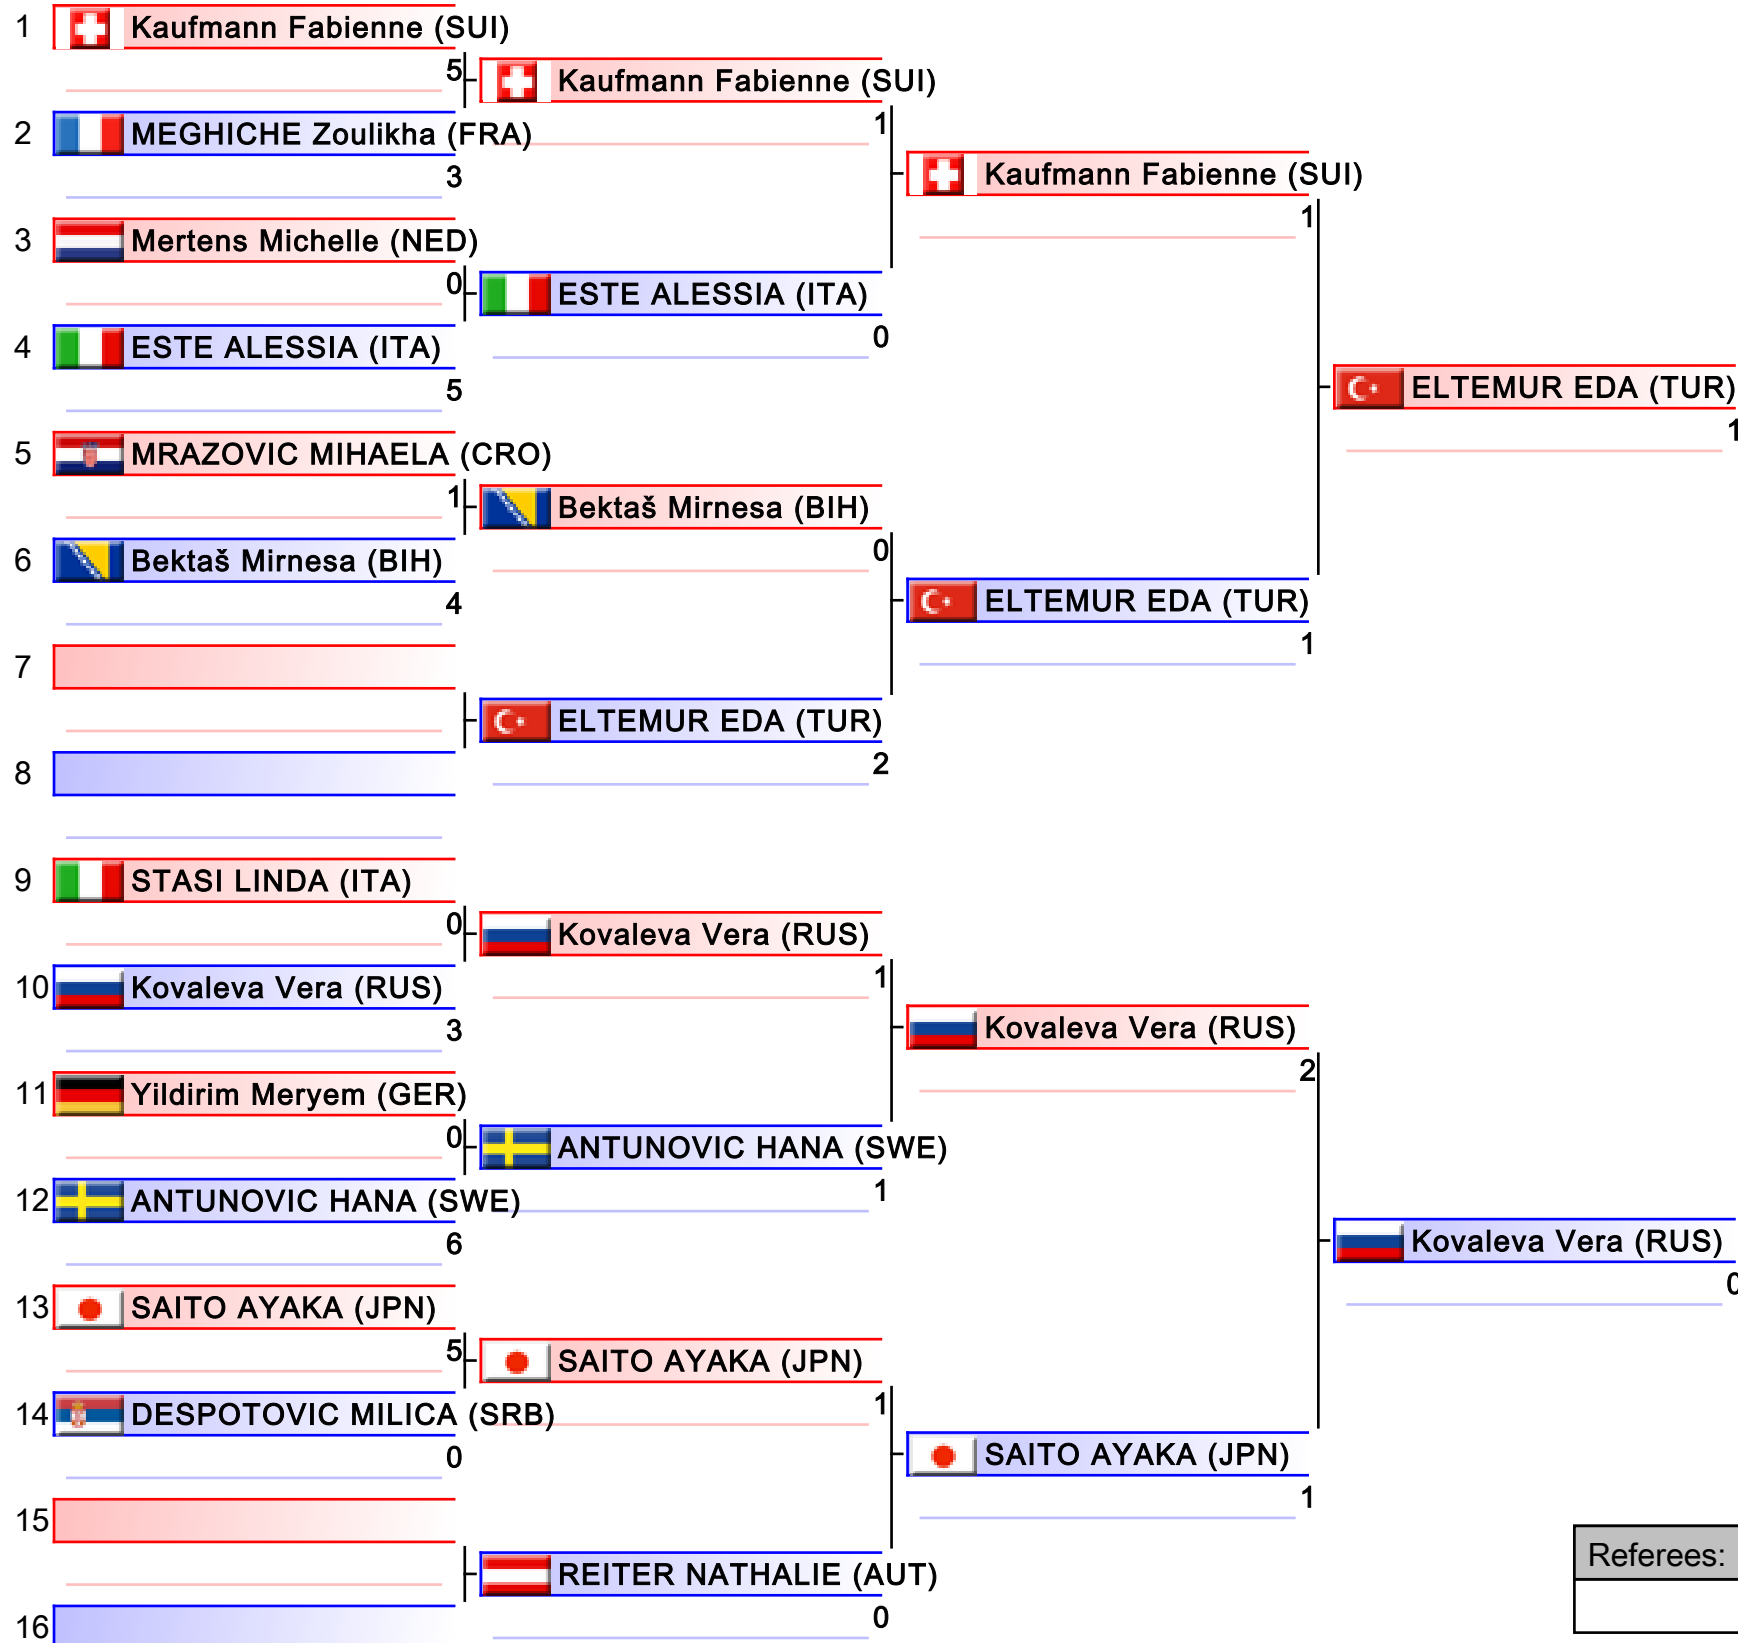 1 Kaufmann Fabienne (SUI)
5 Kaufmann Fabienne (SUI)
2 MEGHICHE Zoulikha (FRA)
1
3
Kaufmann Fabienne (SUI)
1
3 Mertens Michelle (NED)
0 ESTE ALESSIA (ITA)
0
4 ESTE ALESSIA (ITA)
5
ELTEMUR EDA (TUR)
1
5 MRAZOVIC MIHAELA (CRO)
1 Bektaš Mirnesa (BIH)
0
6 Bektaš Mirnesa (BIH)
4
ELTEMUR EDA (TUR)
1
7
ELTEMUR EDA (TUR)
2
8
9 STASI LINDA (ITA)
0 Kovaleva Vera (RUS)
1
10 Kovaleva Vera (RUS)
3
Kovaleva Vera (RUS)
2
11 Yildirim Meryem (GER)
0 ANTUNOVIC HANA (SWE)
1
12 ANTUNOVIC HANA (SWE)
6
Kovaleva Vera (RUS)
0
13 SAITO AYAKA (JPN)
5 SAITO AYAKA (JPN)
1
14 DESPOTOVIC MILICA (SRB)
0
SAITO AYAKA (JPN)
1
15
REITER NATHALIE (AUT)
0
16
Referees: